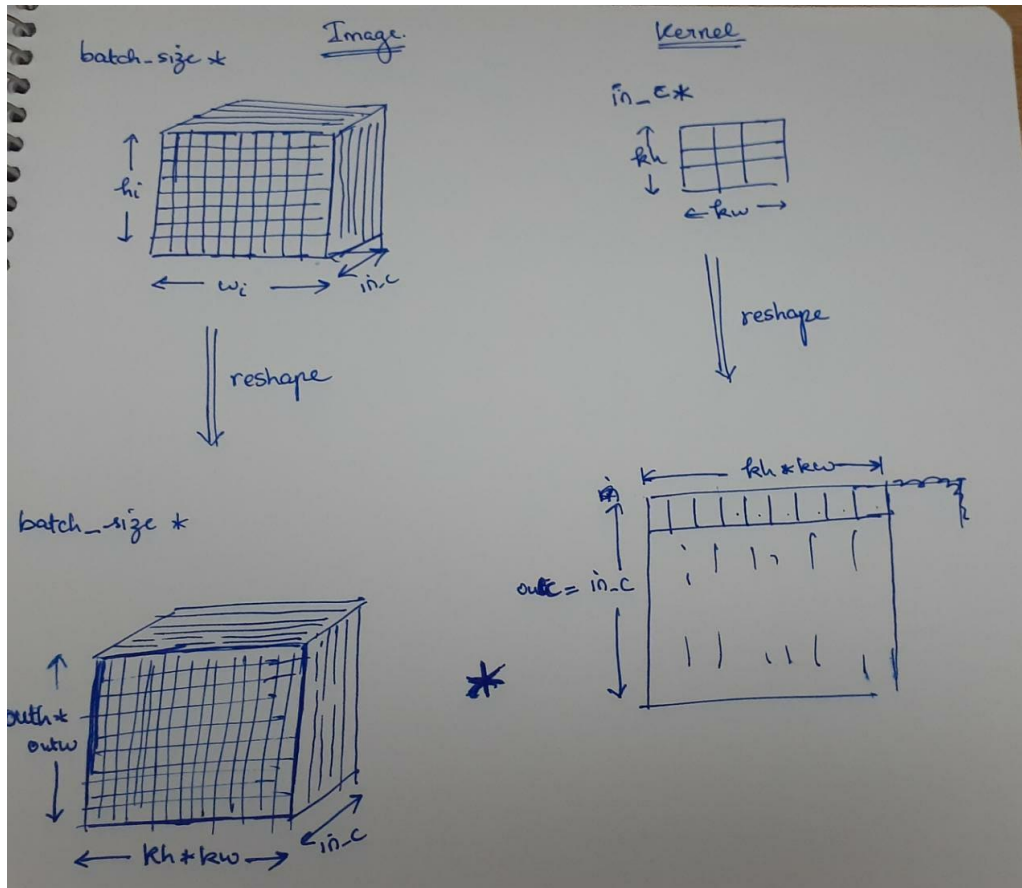 Image
Kernel
batch_size *
in_c *
hi
kh
kw
wi
in_c
reshape
reshape
kh * kw
batch_size *
outc = in_c
outh *
outw
*
kh * kw
in_c